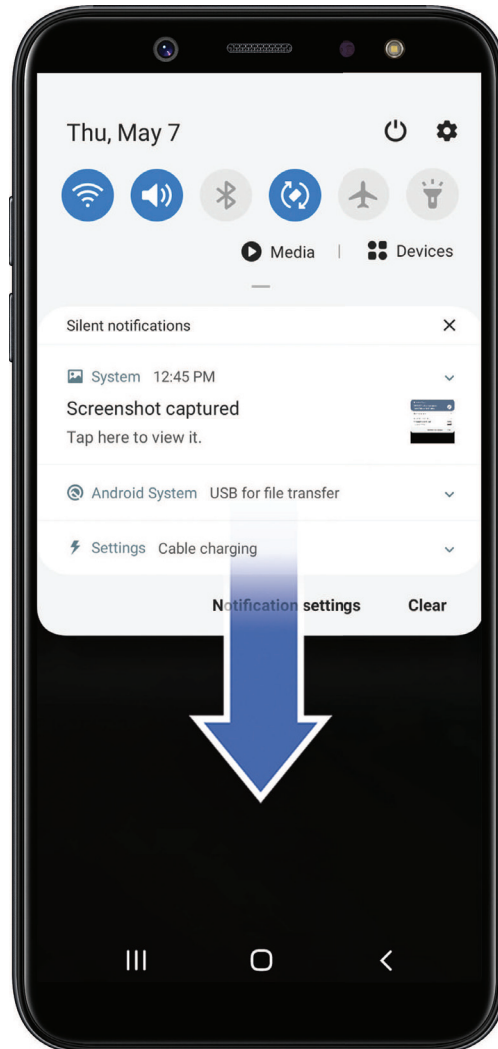 Thu, May 7
Media | Devices
Silent notifications
System 12:45 PM
Screenshot captured
Tap here to view it.
Android System USB for file transfer
Settings Cable charging
Notification settings Clear